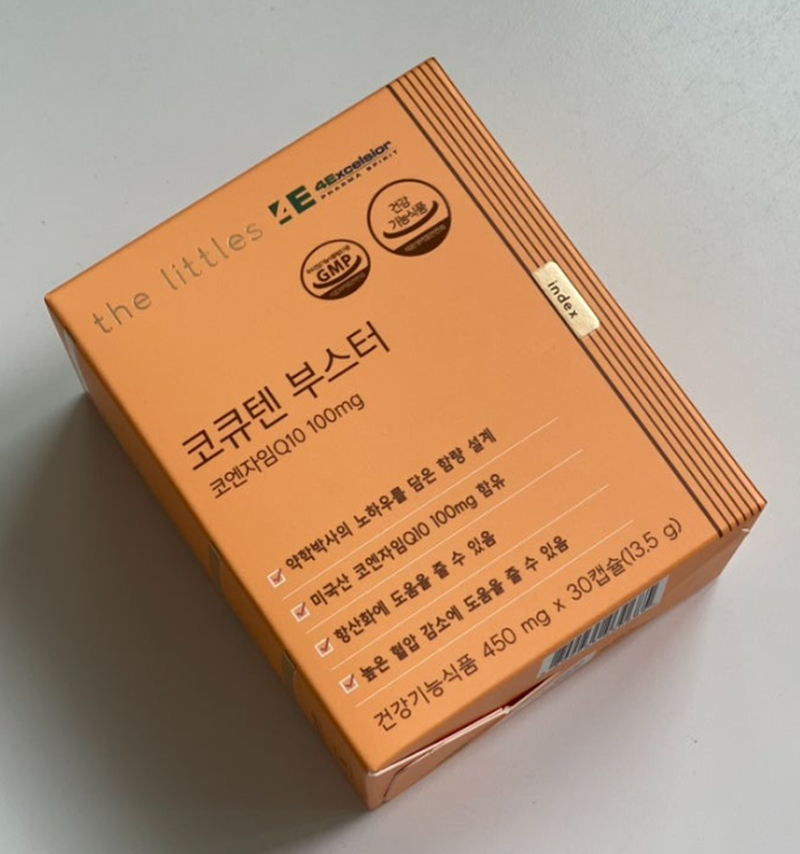 the littles
4E 4Excelsior
PHARMA SPIRIT
GMP
건강
기능식품
index
코큐텐 부스터
코엔자임Q10 100mg
약학박사의 노하우를 담은 함량 설계
미국산 코엔자임Q10 100mg 함유
항산화에 도움을 줄 수 있음
높은 혈압 감소에 도움을 줄 수 있음
건강기능식품 450 mg x 30캡슐(13.5 g)